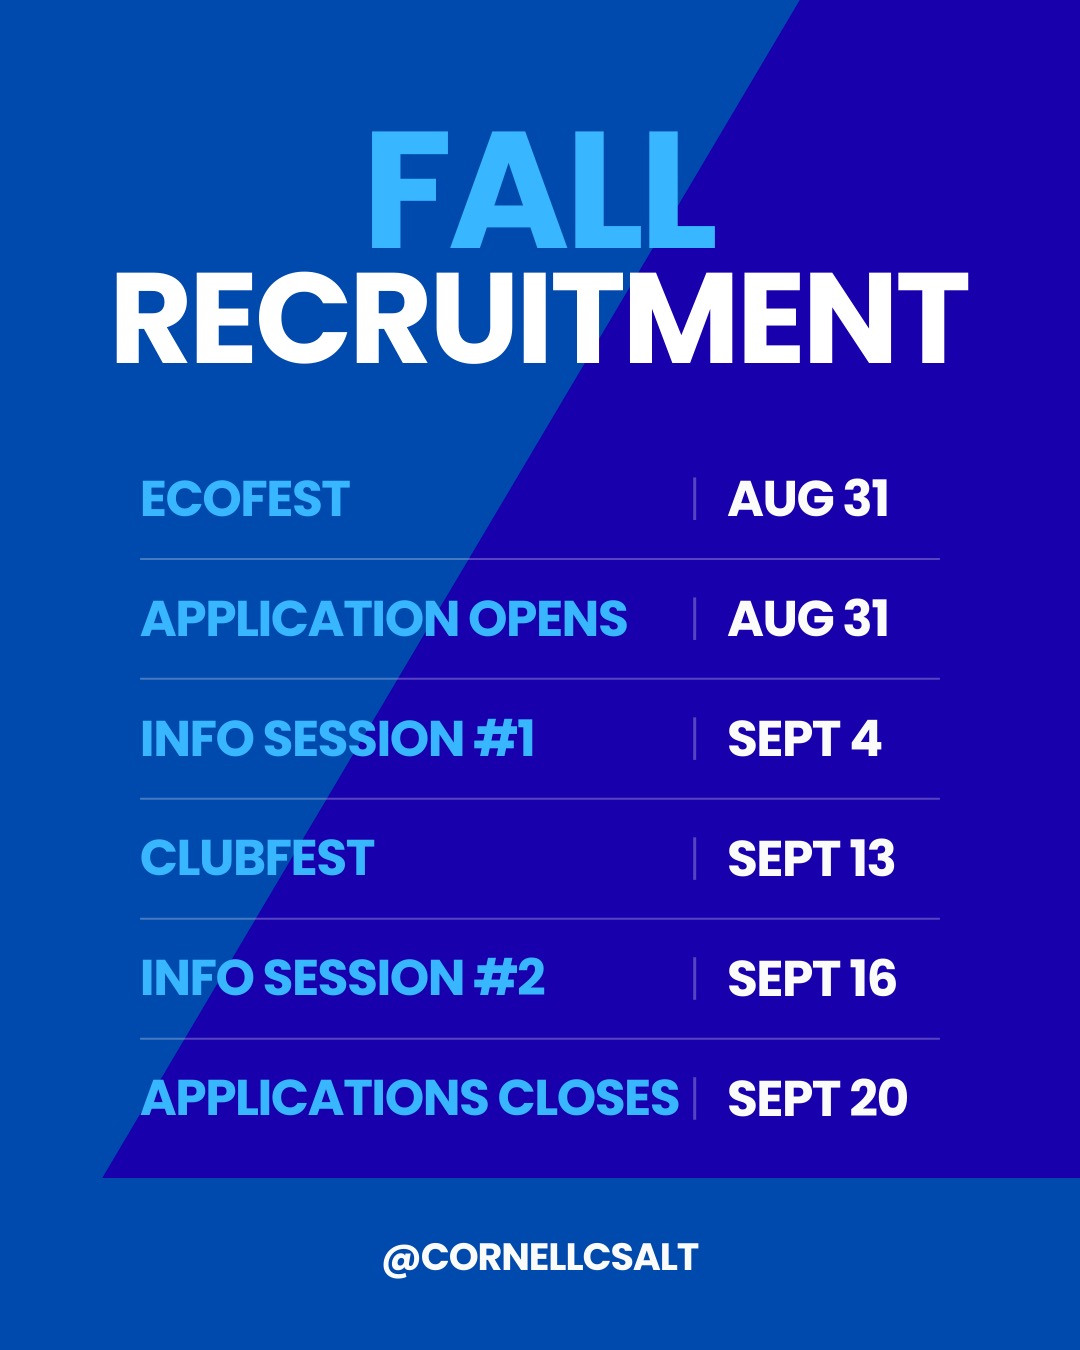 FALL
RECRUITMENT
ECOFEST | AUG 31
APPLICATION OPENS | AUG 31
INFO SESSION #1 | SEPT 4
CLUBFEST | SEPT 13
INFO SESSION #2 | SEPT 16
APPLICATIONS CLOSES | SEPT 20
@CORNELLCSALT